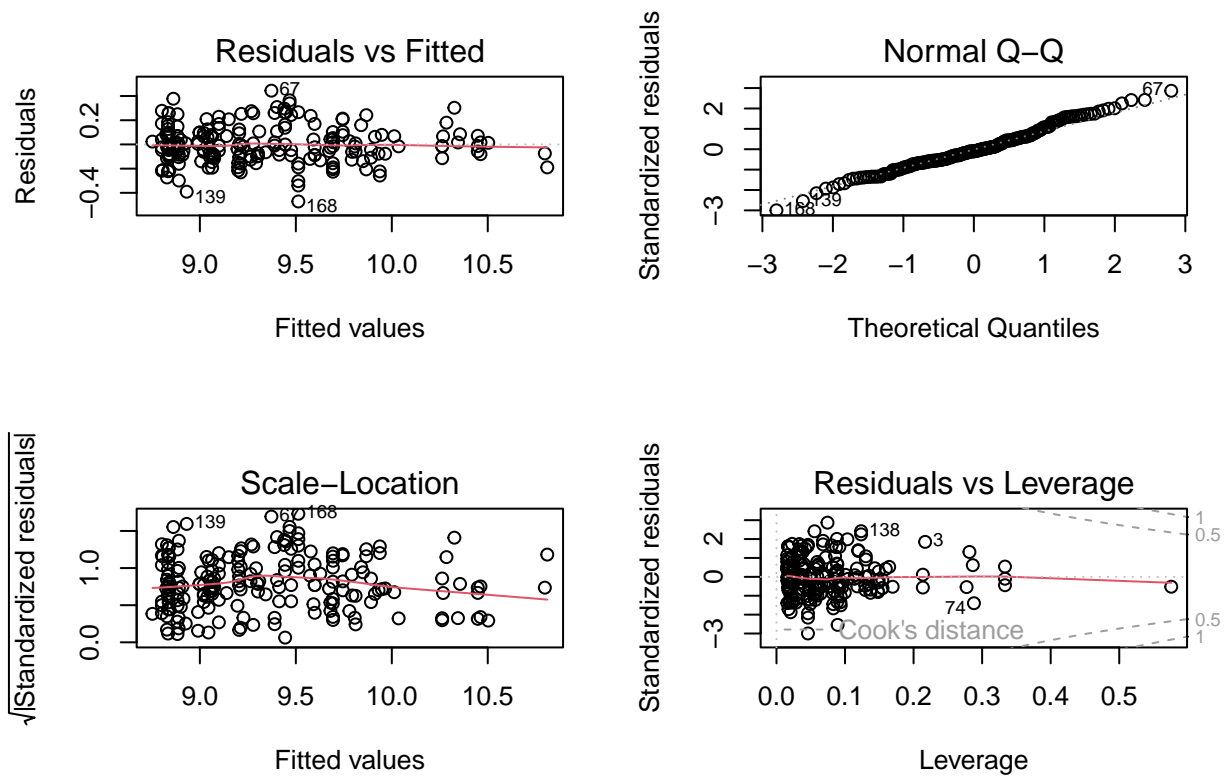 Residuals vs Fitted
Residuals
0.2
−0.4
67
139
168
9.0 9.5 10.0 10.5
Fitted values
Normal Q−Q
Standardized residuals
2
0
−3
67
139
168
−3 −2 −1 0 1 2 3
Theoretical Quantiles
Scale−Location
√|Standardized residuals|
1.0
0.0
139
67
168
9.0 9.5 10.0 10.5
Fitted values
Residuals vs Leverage
Standardized residuals
2
0
−3
138
3
74
Cook's distance
1
0.5
0.5
1
0.0 0.1 0.2 0.3 0.4 0.5
Leverage